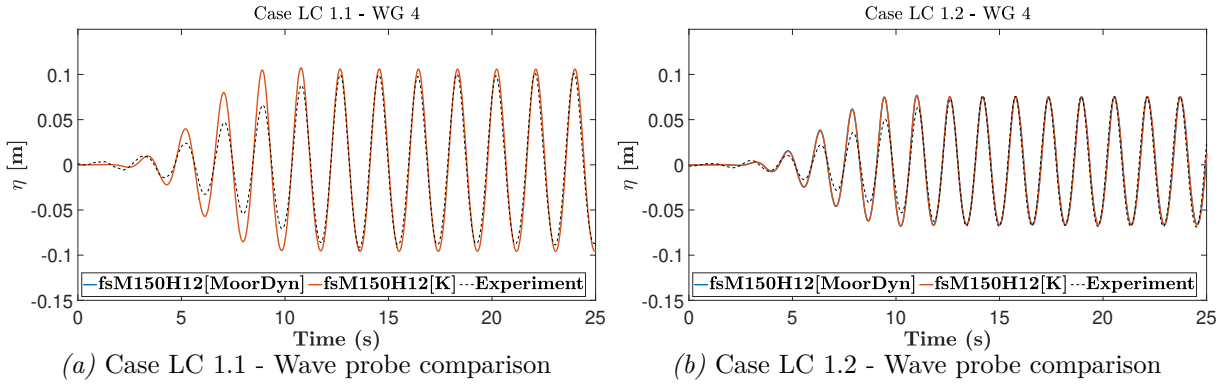 Case LC 1.1 - WG 4
η [m]
0.1
0.05
0
-0.05
-0.1
-0.15
fsM150H12[MoorDyn] fsM150H12[K] Experiment
0 5 10 15 20 25
Time (s)
(a) Case LC 1.1 - Wave probe comparison
Case LC 1.2 - WG 4
η [m]
0.1
0.05
0
-0.05
-0.1
-0.15
fsM150H12[MoorDyn] fsM150H12[K] Experiment
0 5 10 15 20 25
Time (s)
(b) Case LC 1.2 - Wave probe comparison